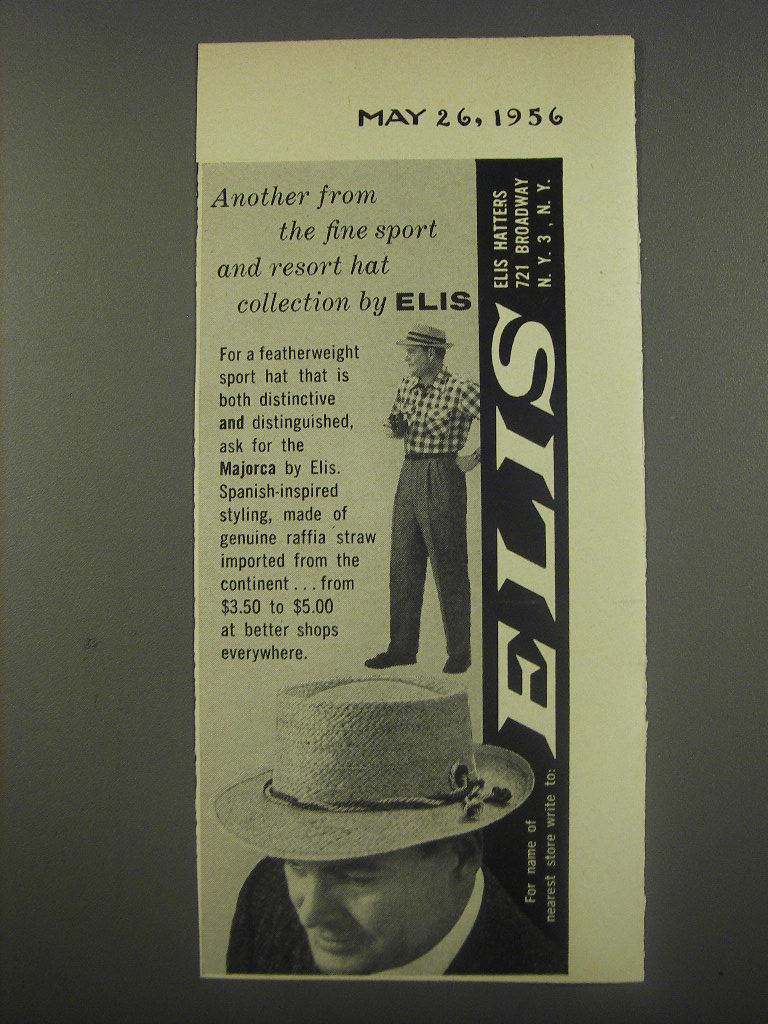 MAY 26, 1956
Another from
the fine sport
and resort hat
collection by ELIS
For a featherweight
sport hat that is
both distinctive
and distinguished,
ask for the
Majorca by Elis.
Spanish-inspired
styling, made of
genuine raffia straw
imported from the
continent... from
$3.50 to $5.00
at better shops
everywhere.
ELIS
For name of
nearest store write to:
ELIS HATTERS
721 BROADWAY
N. Y. 3, N. Y.